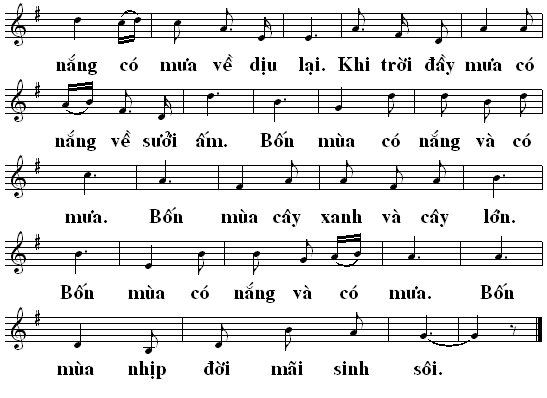 nắng có mưa về dịu lại. Khi trời đầy mưa có
nắng về sưởi ấm. Bốn mùa có nắng và có
mưa. Bốn mùa cây xanh và cây lớn.
Bốn mùa có nắng và có mưa. Bốn
mùa nhịp đời mãi sinh sôi.